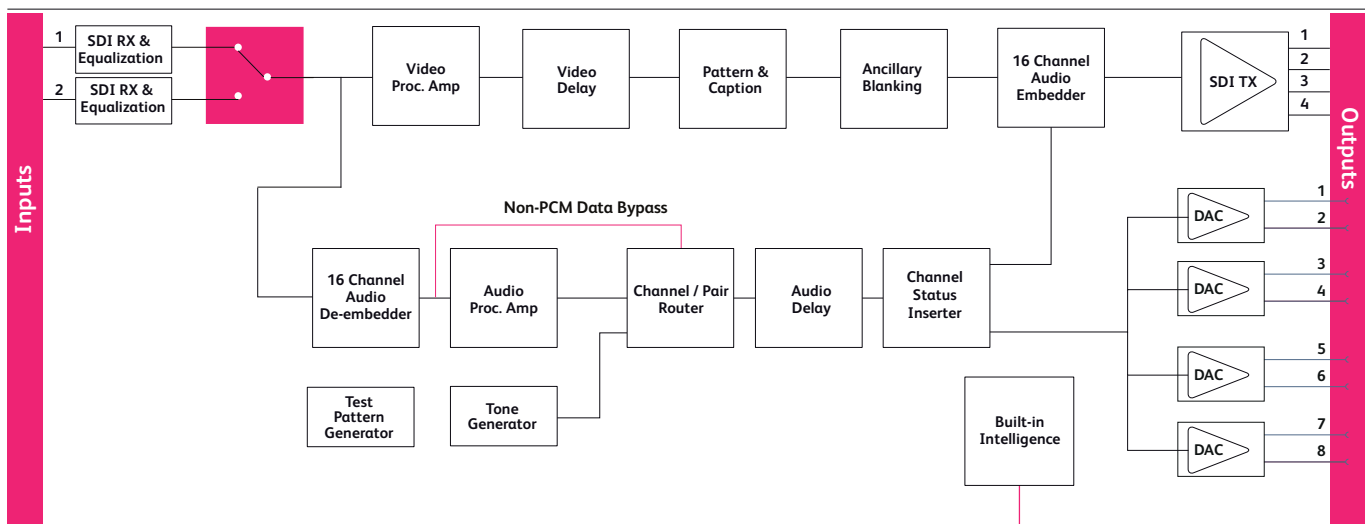 Inputs
1
SDI RX &
Equalization
2
SDI RX &
Equalization
Video
Proc. Amp
Video
Delay
Pattern &
Caption
Ancillary
Blanking
16 Channel
Audio
Embedder
SDI TX
1
2
3
4
Outputs
Non-PCM Data Bypass
16 Channel
Audio
De-embedder
Audio
Proc. Amp
Channel / Pair
Router
Audio
Delay
Channel
Status
Inserter
DAC
1
2
DAC
3
4
DAC
5
6
DAC
7
8
Test
Pattern
Generator
Tone
Generator
Built-in
Intelligence